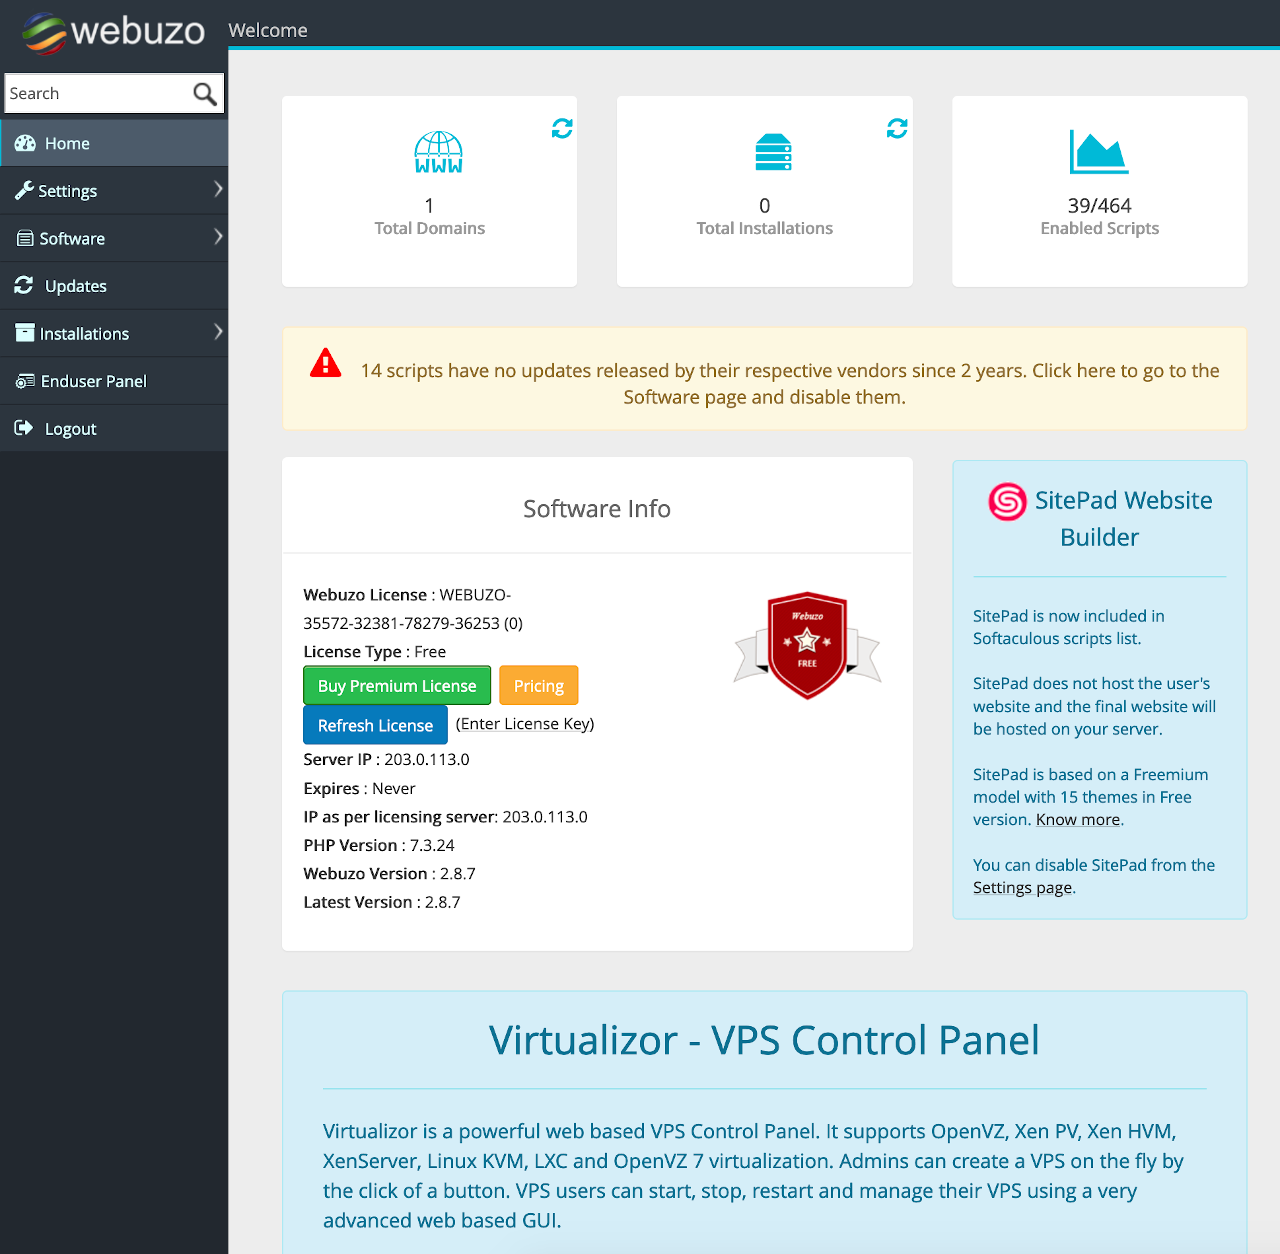 webuzo
Welcome
Search
Home
Settings
Software
Updates
Installations
Enduser Panel
Logout
www
1
Total Domains
0
Total Installations
39/464
Enabled Scripts
14 scripts have no updates released by their respective vendors since 2 years. Click here to go to the
Software page and disable them.
Software Info
Webuzo License : WEBUZO-
35572-32381-78279-36253 (0)
License Type : Free
Buy Premium License
Pricing
Refresh License
(Enter License Key)
Server IP : 203.0.113.0
Expires : Never
IP as per licensing server: 203.0.113.0
PHP Version : 7.3.24
Webuzo Version : 2.8.7
Latest Version : 2.8.7
Webuzo
FREE
SitePad Website
Builder
SitePad is now included in
Softaculous scripts list.
SitePad does not host the user's
website and the final website will
be hosted on your server.
SitePad is based on a Freemium
model with 15 themes in Free
version. Know more.
You can disable SitePad from the
Settings page.
Virtualizor - VPS Control Panel
Virtualizor is a powerful web based VPS Control Panel. It supports OpenVZ, Xen PV, Xen HVM,
XenServer, Linux KVM, LXC and OpenVZ 7 virtualization. Admins can create a VPS on the fly by
the click of a button. VPS users can start, stop, restart and manage their VPS using a very
advanced web based GUI.